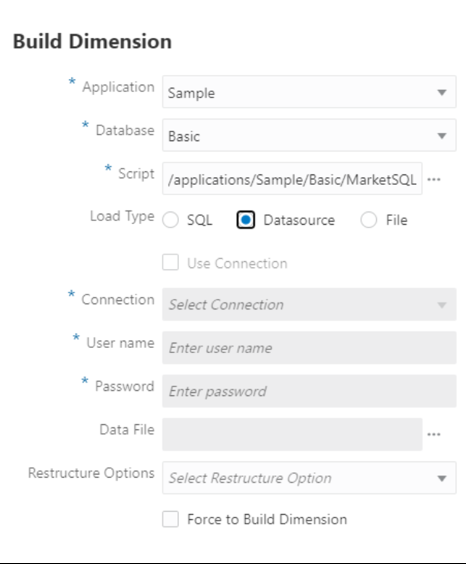 Build Dimension
* Application Sample
* Database Basic
* Script /applications/Sample/Basic/MarketSQL ...
Load Type SQL Datasource File
Use Connection
* Connection Select Connection
* User name Enter user name
* Password Enter password
Data File ...
Restructure Options Select Restructure Option
Force to Build Dimension